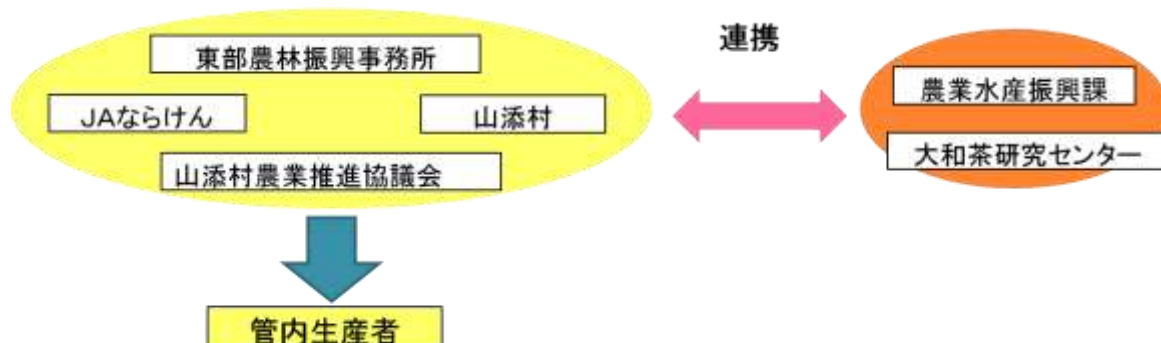 東部農林振興事務所
連携
JAならけん
山添村
山添村農業推進協議会
農業水産振興課
大和茶研究センター
管内生産者